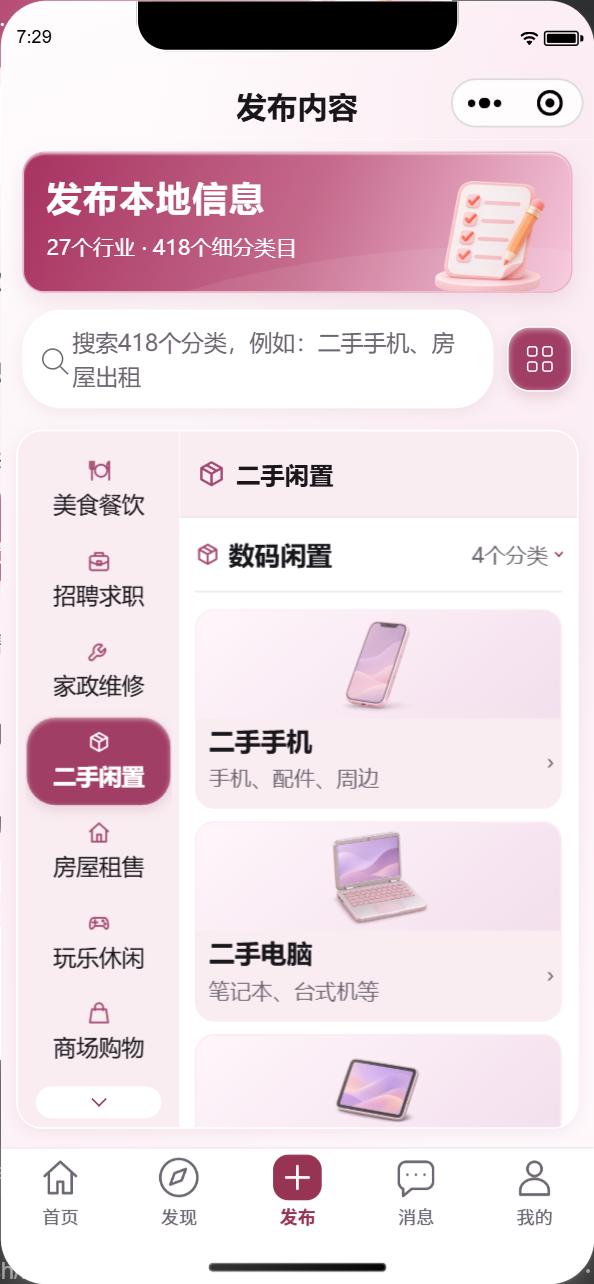 7:29
发布内容
发布本地信息
27个行业 · 418个细分类目
搜索418个分类，例如：二手手机、房
屋出租
美食餐饮
招聘求职
家政维修
二手闲置
房屋租售
玩乐休闲
商场购物
二手闲置
数码闲置
4个分类
二手手机
手机、配件、周边
二手电脑
笔记本、台式机等
首页
发现
发布
消息
我的